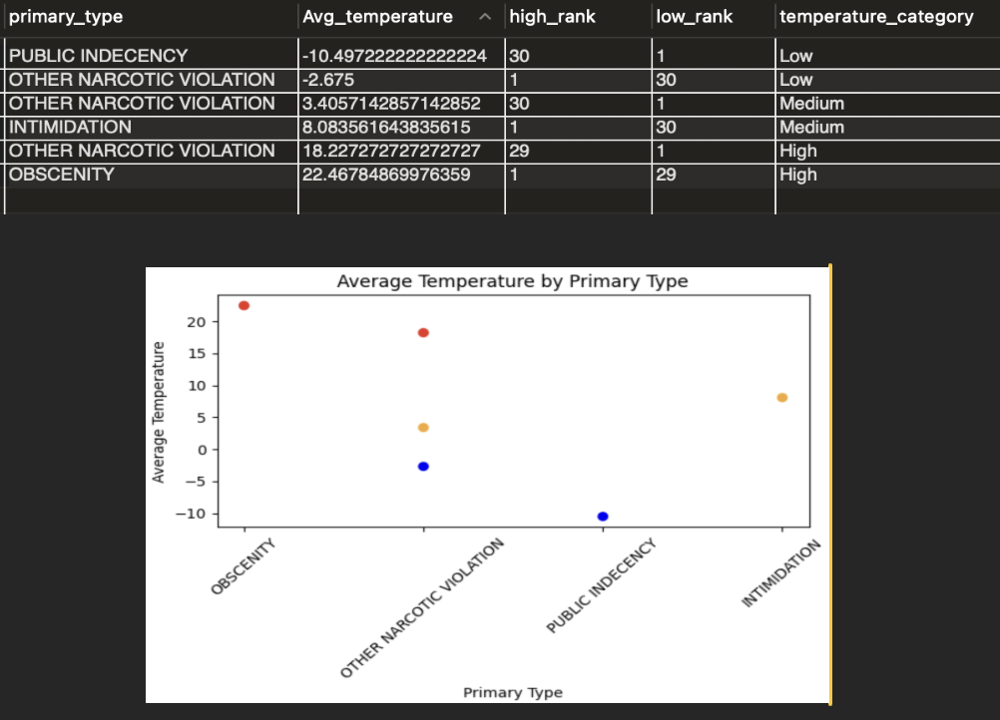 primary_type Avg_temperature high_rank low_rank temperature_category
PUBLIC INDECENCY -10.497222222222224 30 1 Low
OTHER NARCOTIC VIOLATION -2.675 1 30 Low
OTHER NARCOTIC VIOLATION 3.4057142857142852 30 1 Medium
INTIMIDATION 8.083561643835615 1 30 Medium
OTHER NARCOTIC VIOLATION 18.227272727272727 29 1 High
OBSCENITY 22.46784869976359 1 29 High
Average Temperature by Primary Type
Average Temperature
20
15
10
5
0
−5
−10
OBSCENITY
OTHER NARCOTIC VIOLATION
PUBLIC INDECENCY
INTIMIDATION
Primary Type